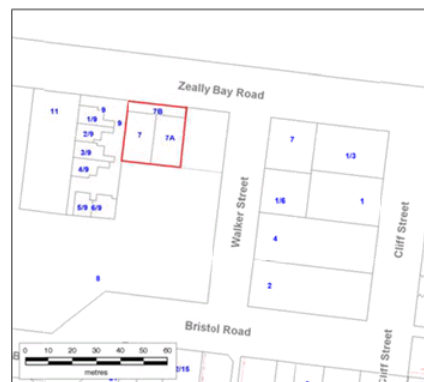 Zeally Bay Road
11
9
1/9
2/9
3/9
4/9
5/9 6/9
9
7B
7
7A
7
1/3
1/6
1
4
2
8
Walker Street
Cliff Street
Bristol Road
Cliff Street
0 10 20 30 40 50 60
metres
2/15